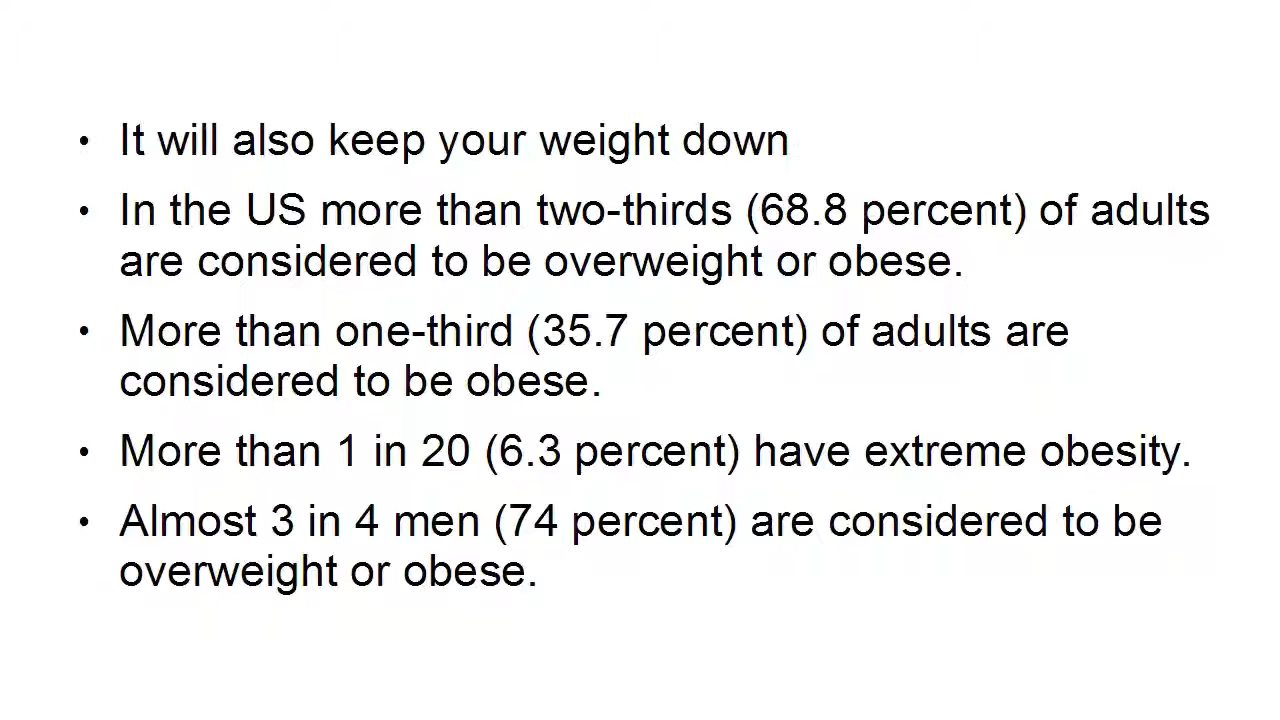 • It will also keep your weight down
• In the US more than two-thirds (68.8 percent) of adults
are considered to be overweight or obese.
• More than one-third (35.7 percent) of adults are
considered to be obese.
• More than 1 in 20 (6.3 percent) have extreme obesity.
• Almost 3 in 4 men (74 percent) are considered to be
overweight or obese.